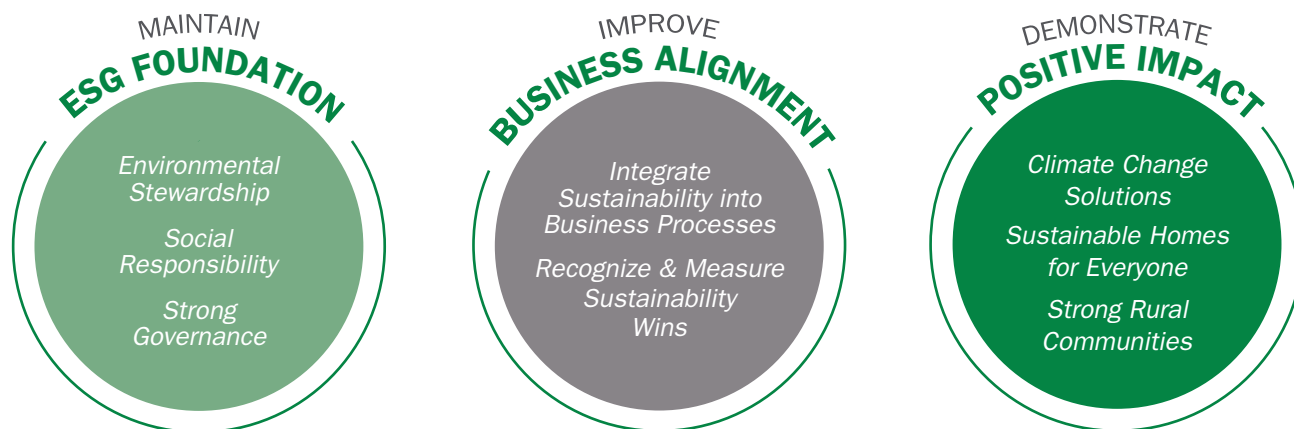 MAINTAIN
ESG FOUNDATION
Environmental
Stewardship
Social
Responsibility
Strong
Governance
IMPROVE
BUSINESS ALIGNMENT
Integrate
Sustainability into
Business Processes
Recognize & Measure
Sustainability
Wins
DEMONSTRATE
POSITIVE IMPACT
Climate Change
Solutions
Sustainable Homes
for Everyone
Strong Rural
Communities